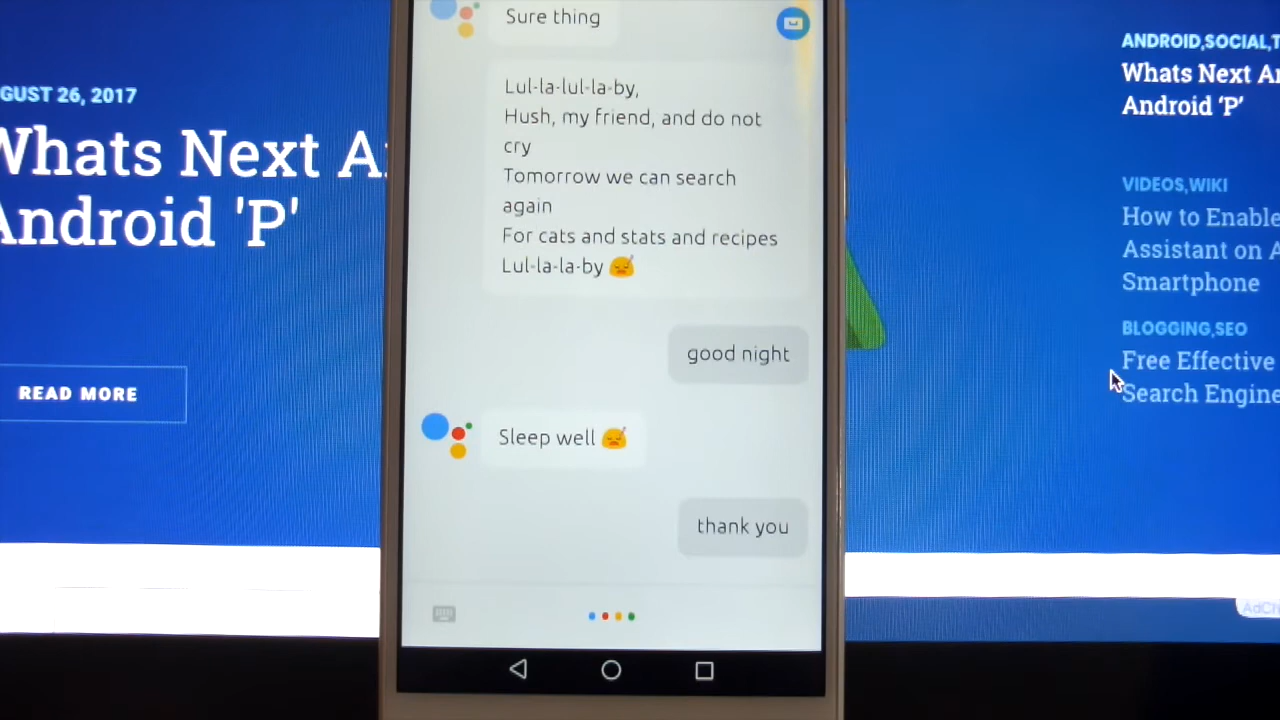 GUST 26, 2017
Whats Next
Android 'P'
READ MORE
Sure thing
Lul-la-lul-la-by,
Hush, my friend, and do not
cry
Tomorrow we can search
again
For cats and stats and recipes
Lul-la-la-by 😴
good night
Sleep well 😴
thank you
ANDROID,SOCIAL,T
Whats Next
Android ‘P’
VIDEOS,WIKI
How to Enable
Assistant on
Smartphone
BLOGGING,SEO
Free Effective
Search Engine